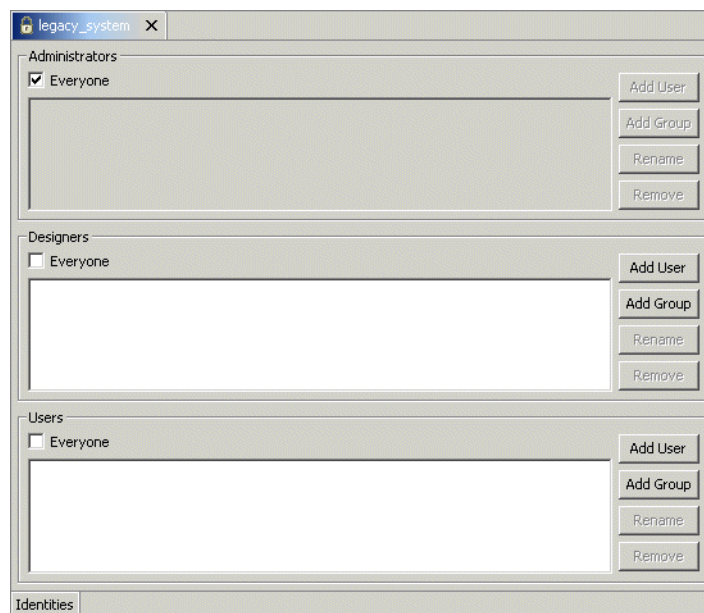 legacy_system
Administrators
Everyone
Add User
Add Group
Rename
Remove
Designers
Everyone
Add User
Add Group
Rename
Remove
Users
Everyone
Add User
Add Group
Rename
Remove
Identities